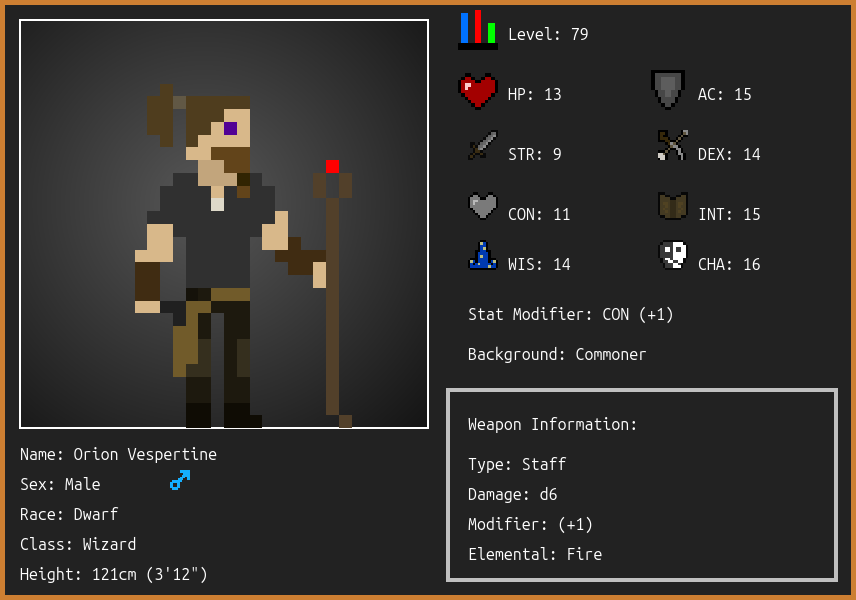 Level: 79
HP: 13
AC: 15
STR: 9
DEX: 14
CON: 11
INT: 15
WIS: 14
CHA: 16
Stat Modifier: CON (+1)
Background: Commoner
Weapon Information:
Type: Staff
Damage: d6
Modifier: (+1)
Elemental: Fire
Name: Orion Vespertine
Sex: Male
Race: Dwarf
Class: Wizard
Height: 121cm (3'12")